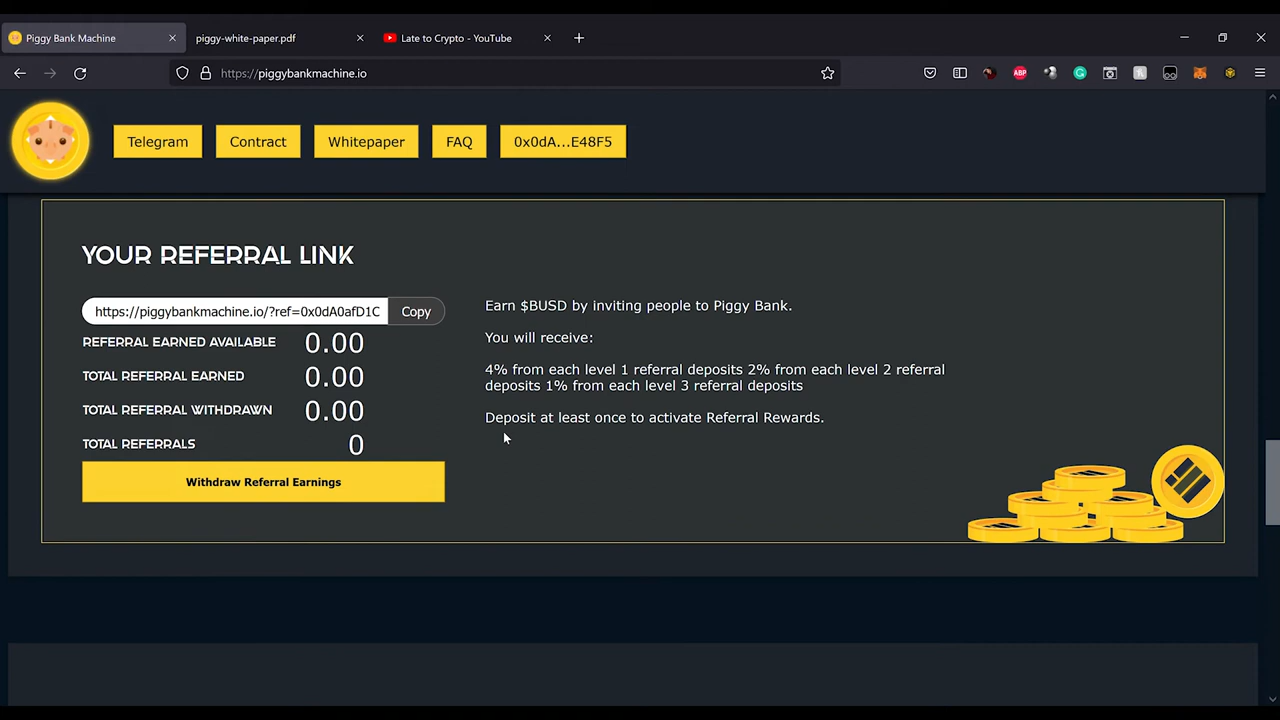 Piggy Bank Machine
piggy-white-paper.pdf
Late to Crypto - YouTube
https://piggybankmachine.io
ABP
Telegram
Contract
Whitepaper
FAQ
0x0dA...E48F5
YOUR REFERRAL LINK
https://piggybankmachine.io/?ref=0x0dA0afD1C
Copy
REFERRAL EARNED AVAILABLE 0.00
TOTAL REFERRAL EARNED 0.00
TOTAL REFERRAL WITHDRAWN 0.00
TOTAL REFERRALS 0
Withdraw Referral Earnings
Earn $BUSD by inviting people to Piggy Bank.
You will receive:
4% from each level 1 referral deposits 2% from each level 2 referral
deposits 1% from each level 3 referral deposits
Deposit at least once to activate Referral Rewards.